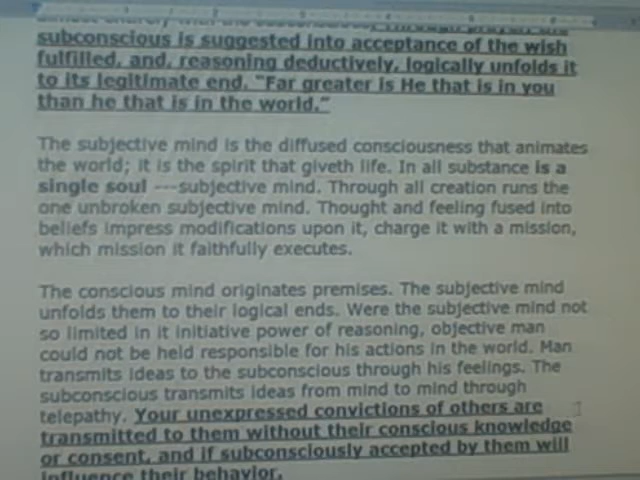 subconscious is suggested into acceptance of the wish
fulfilled, and, reasoning deductively, logically unfolds it
to its legitimate end. "Far greater is He that is in you
than he that is in the world."
The subjective mind is the diffused consciousness that animates
the world; it is the spirit that giveth life. In all substance is a
single soul ---subjective mind. Through all creation runs the
one unbroken subjective mind. Thought and feeling fused into
beliefs impress modifications upon it, charge it with a mission,
which mission it faithfully executes.
The conscious mind originates premises. The subjective mind
unfolds them to their logical ends. Were the subjective mind not
so limited in it initiative power of reasoning, objective man
could not be held responsible for his actions in the world. Man
transmits ideas to the subconscious through his feelings. The
subconscious transmits ideas from mind to mind through
telepathy. Your unexpressed convictions of others are
transmitted to them without their conscious knowledge
or consent, and if subconsciously accepted by them will
influence their behavior.